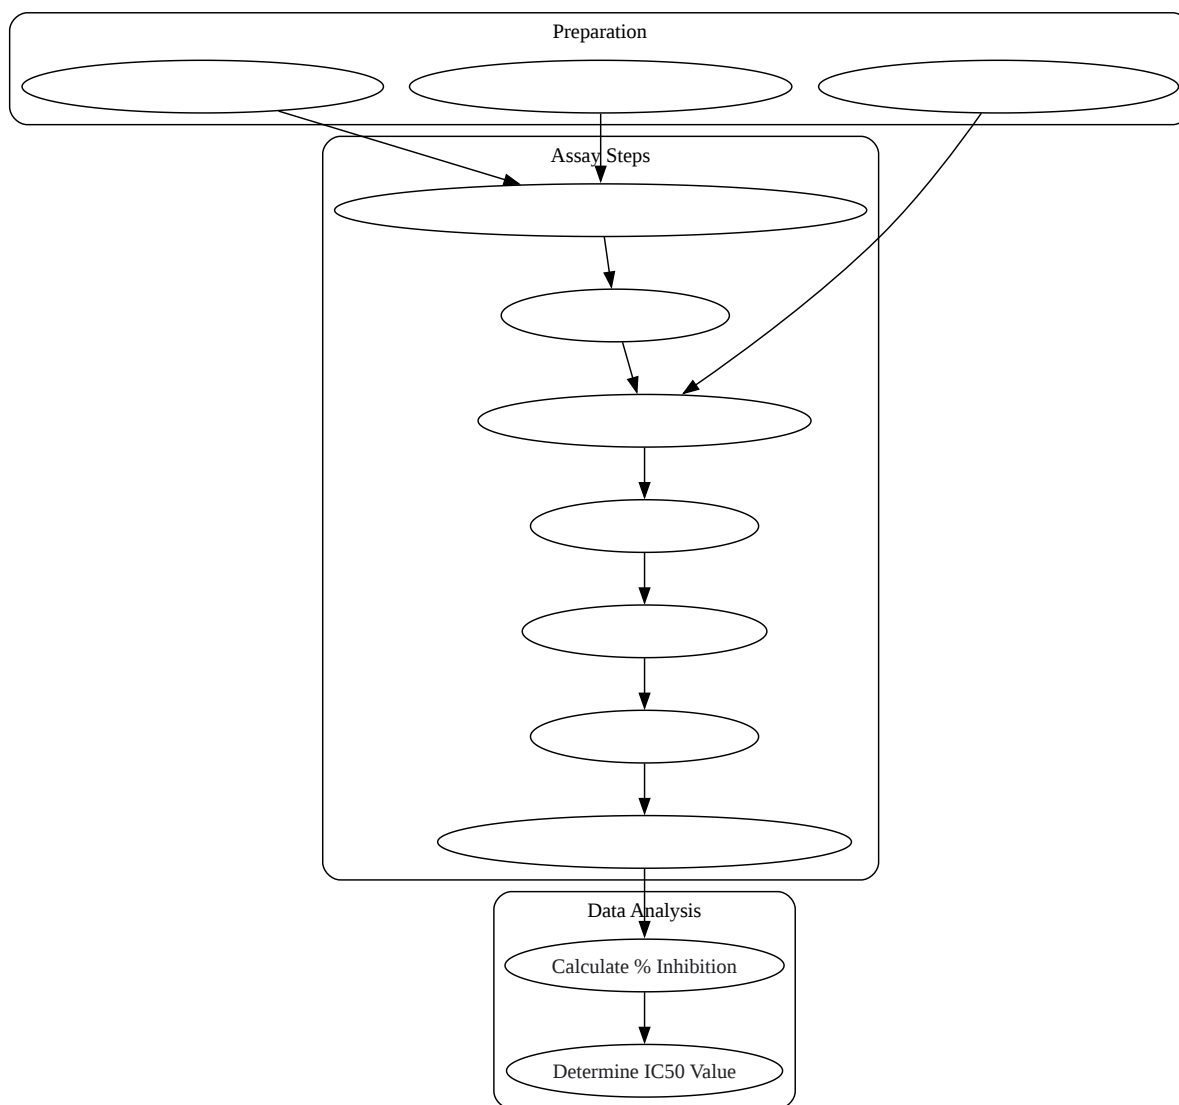 Preparation
Assay Steps
Data Analysis
Calculate % Inhibition
Determine IC50 Value